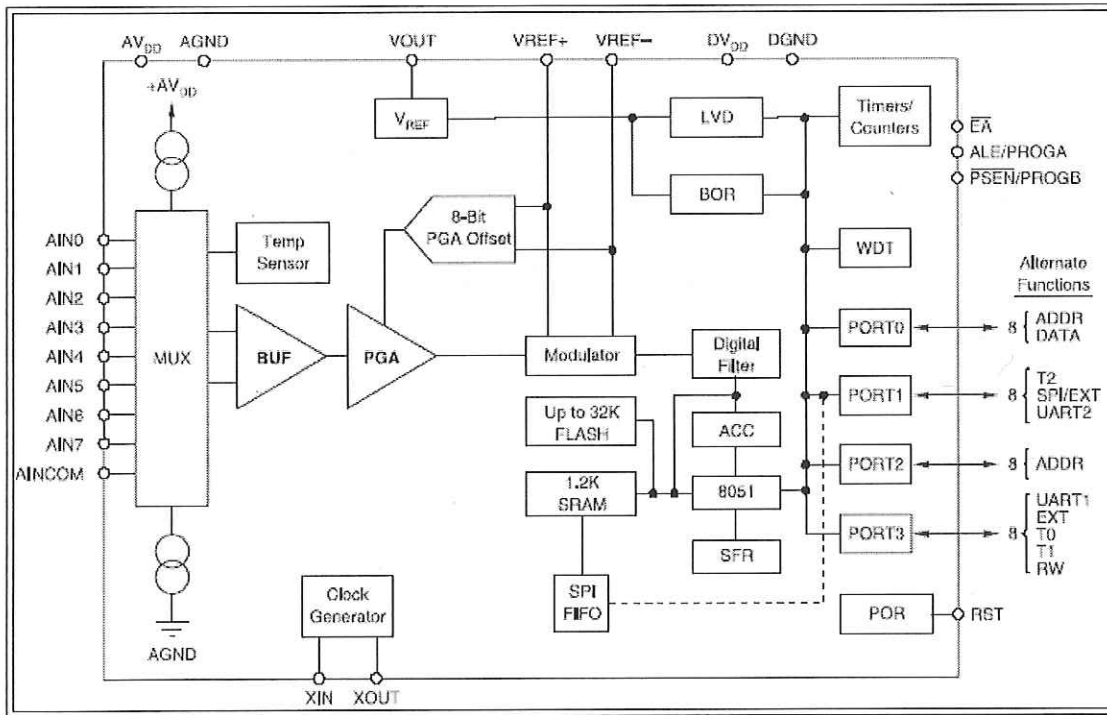 AVDD AGND VOUT VREF+ VREF− DVDD DGND
+AVDD
VREF
LVD
Timers/
Counters
EA
ALE/PROGA
PSEN/PROGB
BOR
8-Bit
PGA Offset
Temp
Sensor
WDT
Alternate
Functions
AIN0
AIN1
AIN2
AIN3
AIN4
AIN5
AIN6
AIN7
AINCOM
MUX
BUF
PGA
Modulator
Digital
Filter
PORT0
8
ADDR
DATA
PORT1
8
T2
SPI/EXT
UART2
Up to 32K
FLASH
ACC
PORT2
8
ADDR
1.2K
SRAM
8051
PORT3
8
UART1
EXT
T0
T1
RW
SFR
SPI
FIFO
Clock
Generator
POR
RST
AGND
XIN XOUT